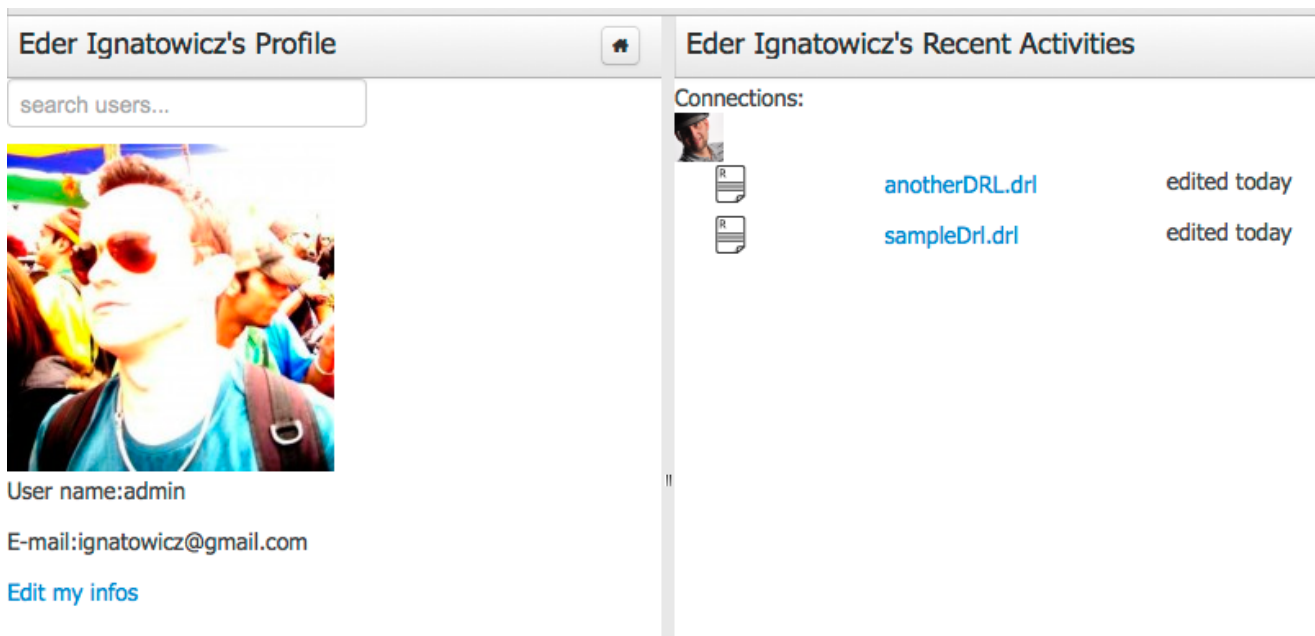 Eder Ignatowicz's Profile
search users...
User name:admin
E-mail:ignatowicz@gmail.com
Edit my infos
Eder Ignatowicz's Recent Activities
Connections:
R
anotherDRL.drl
edited today
R
sampleDrl.drl
edited today